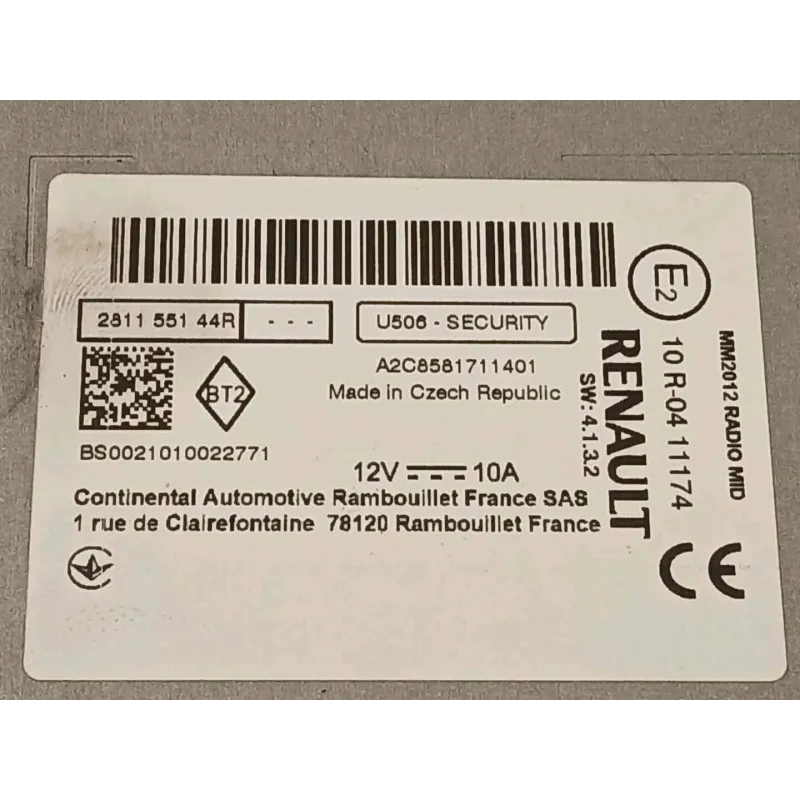 2811 551 44R - - -
U506 - SECURITY
A2C8581711401
Made in Czech Republic
BT2
BS0021010022771
12V 10A
Continental Automotive Rambouillet France SAS
1 rue de Clairefontaine 78120 Rambouillet France
RENAULT
SW: 4.1.3.2
E2
10 R-04 11174
MM2012 RADIO MID
CE